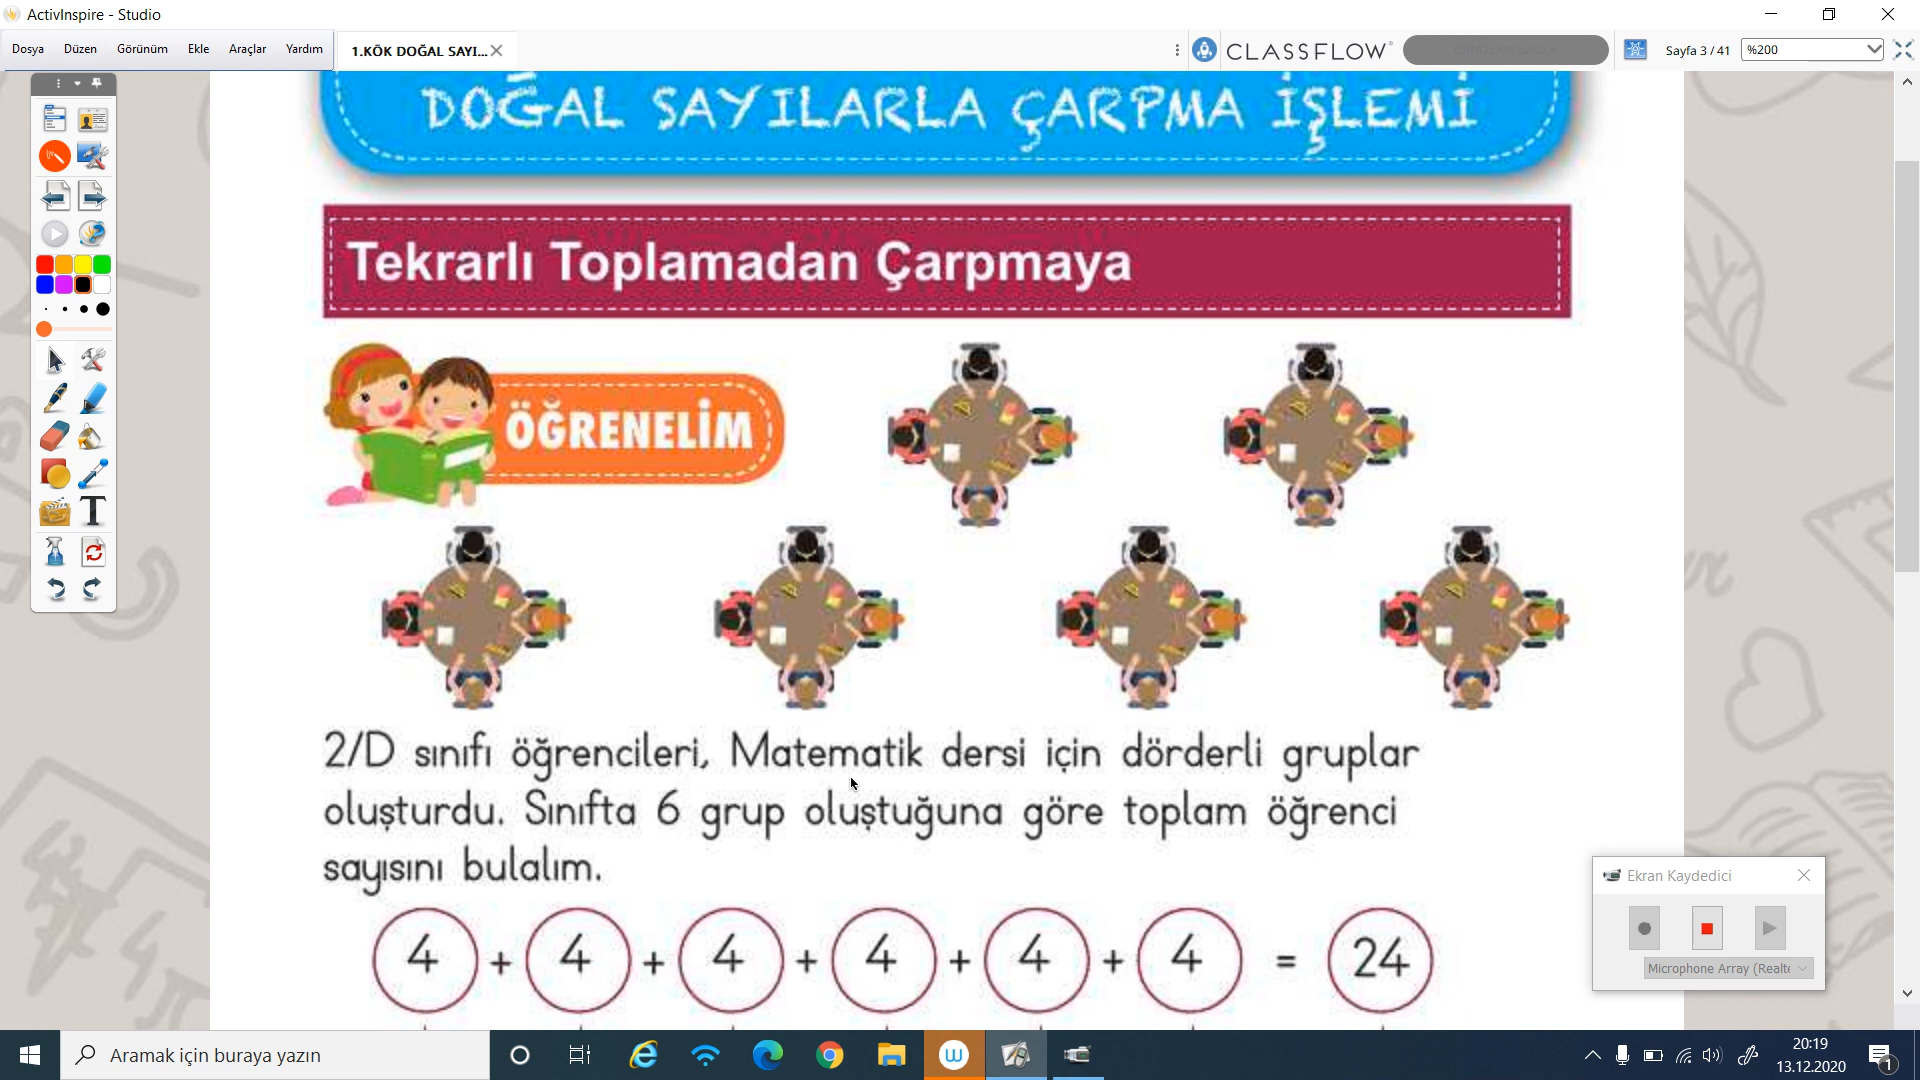 ActivInspire - Studio
Dosya Düzen Görünüm Ekle Araçlar Yardım
1.KÖK DOĞAL SAYI...
CLASSFLOW
Sayfa 3 / 41
%200
DOĞAL SAYILARLA ÇARPMA İŞLEMİ
Tekrarlı Toplamadan Çarpmaya
ÖĞRENELİM
2/D sınıfı öğrencileri, Matematik dersi için dörderli gruplar
oluşturdu. Sınıfta 6 grup oluştuğuna göre toplam öğrenci
sayısını bulalım.
4 + 4 + 4 + 4 + 4 + 4 = 24
Ekran Kaydedici
Microphone Array (Realte
Aramak için buraya yazın
20:19
13.12.2020
1